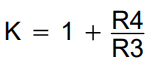 K = 1 + R4/R3